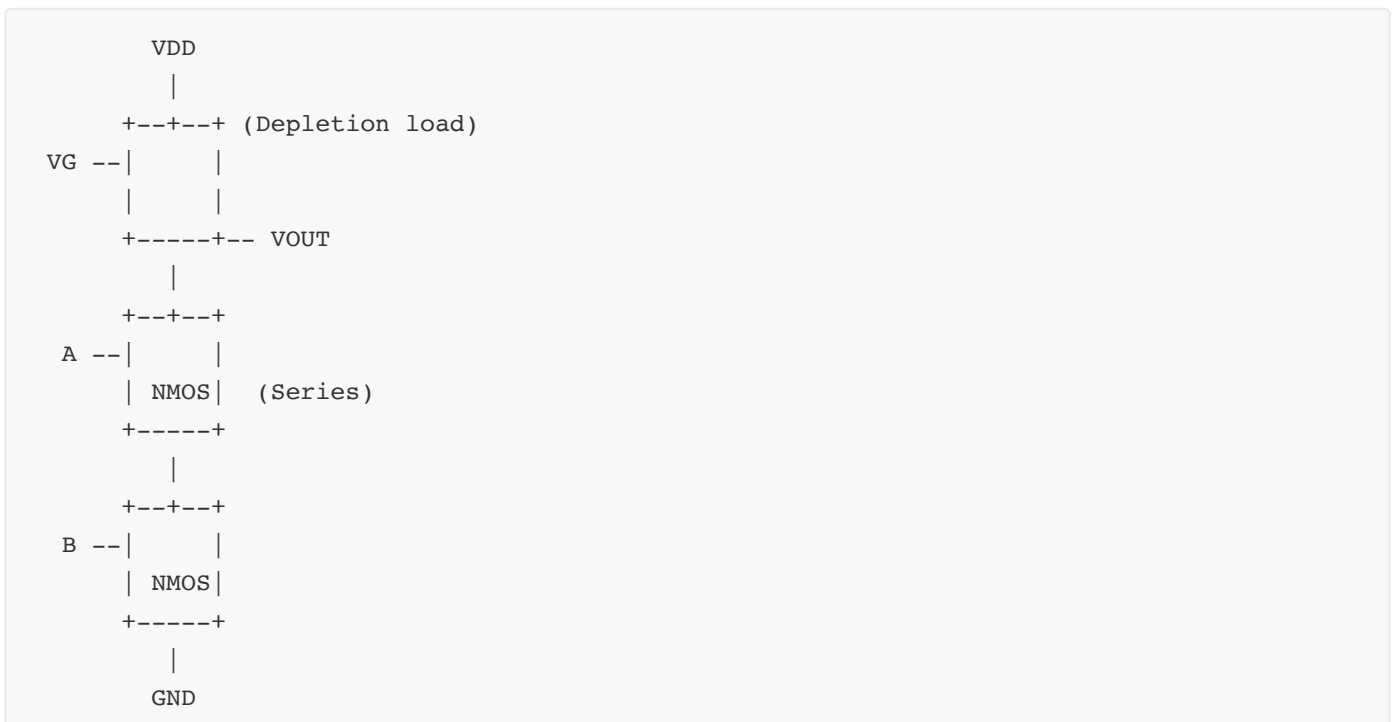 VDD
|
+--+--+ (Depletion load)
VG --|     |
|     |
+-----+-- VOUT
|
+--+--+
A --|     |
| NMOS|  (Series)
+-----+
|
+--+--+
B --|     |
| NMOS|
+-----+
|
GND